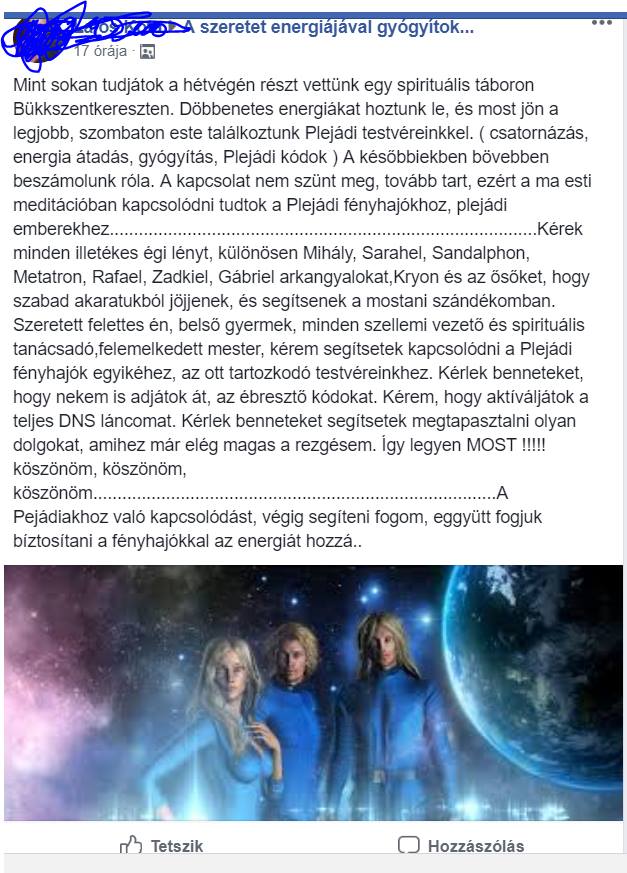 A szeretet energiájával gyógyítok...
17 órája ·
Mint sokan tudjátok a hétvégén részt vettünk egy spirituális táboron
Bükkszentkereszten. Döbbenetes energiákat hoztunk le, és most jön a
legjobb, szombaton este találkoztunk Plejádi testvéreinkkel. ( csatornázás,
energia átadás, gyógyítás, Plejádi kódok ) A későbbiekben bövebben
beszámolunk róla. A kapcsolat nem szünt meg, tovább tart, ezért a ma esti
meditációban kapcsolódni tudtok a Plejádi fényhajókhoz, plejádi
emberekhez.........................................................................................Kérek
minden illetékes égi lényt, különösen Mihály, Sarahel, Sandalphon,
Metatron, Rafael, Zadkiel, Gábriel arkangyalokat,Kryon és az ősőket, hogy
szabad akaratukból jöjjenek, és segítsenek a mostani szándékomban.
Szeretett felettes én, belső gyermek, minden szellemi vezető és spirituális
tanácsadó,felemelkedett mester, kérem segítsetek kapcsolódni a Plejádi
fényhajók egyikéhez, az ott tartozkodó testvéreinkhez. Kérlek benneteket,
hogy nekem is adjátok át, az ébresztő kódokat. Kérem, hogy aktíváljátok a
teljes DNS láncomat. Kérlek benneteket segítsetek megtapasztalni olyan
dolgokat, amihez már elég magas a rezgésem. Így legyen MOST !!!!!
köszönöm, köszönöm,
köszönöm....................................................................................A
Pejádiakhoz való kapcsolódást, végig segíteni fogom, eggyütt fogjuk
bíztosítani a fényhajókkal az energiát hozzá..
Tetszik Hozzászólás